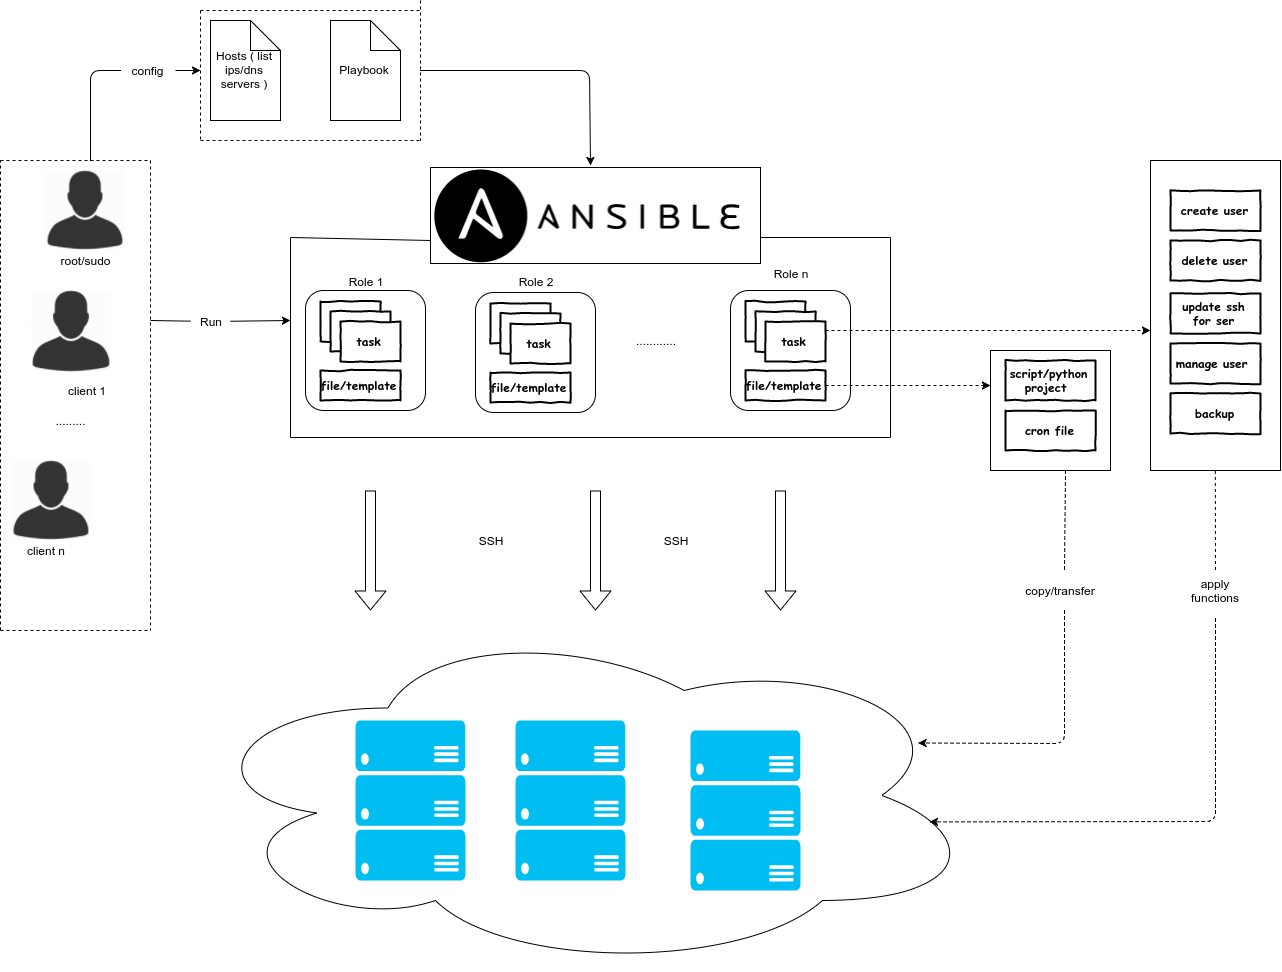 Hosts ( list
ips/dns
servers )
Playbook
config
root/sudo
client 1
.........
client n
Run
ANSIBLE
Role 1
task
file/template
Role 2
task
file/template
............
Role n
task
file/template
script/python
project
cron file
create user
delete user
update ssh
for ser
manage user
backup
SSH
SSH
copy/transfer
apply
functions